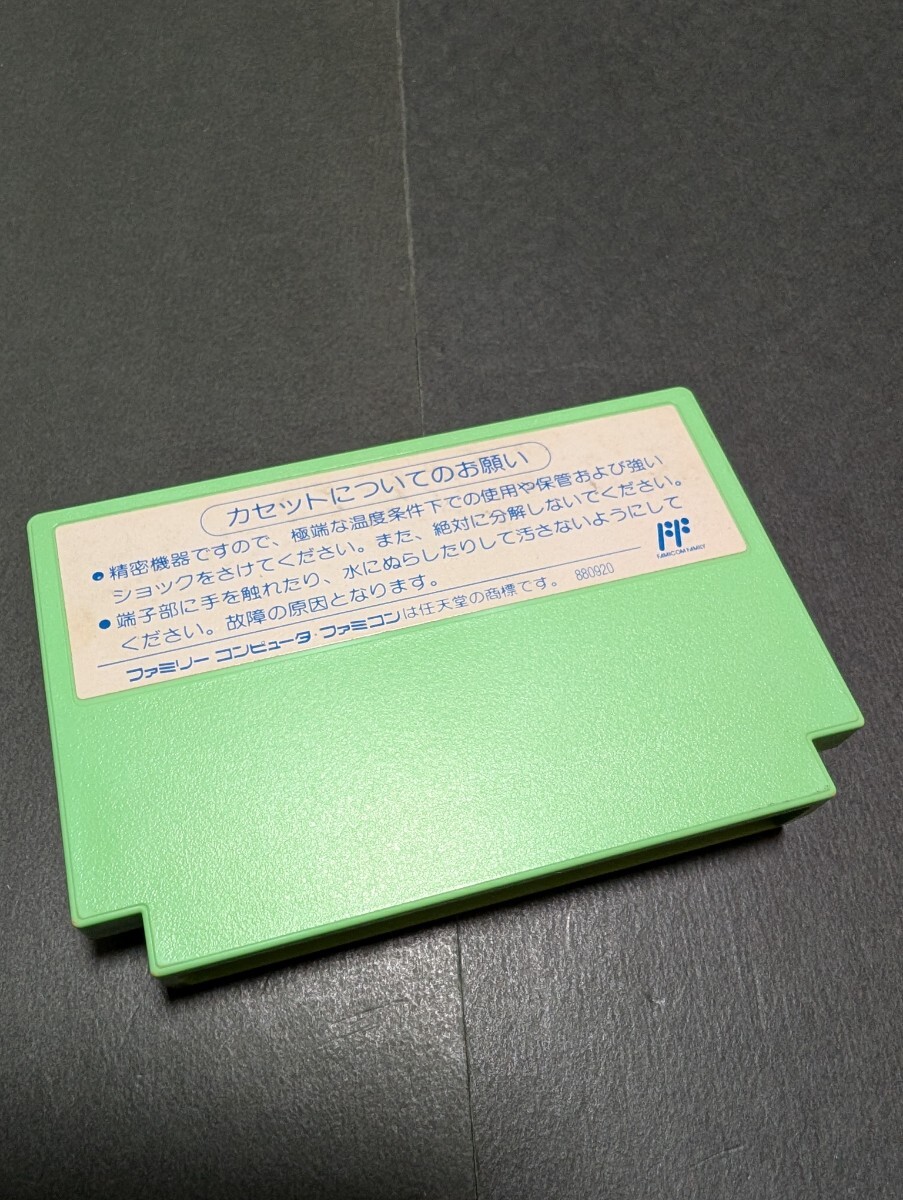 カセットについてのお願い
●精密機器ですので、極端な温度条件下での使用や保管および強い
ショックをさけてください。また、絶対に分解しないでください。
●端子部に手を触れたり、水にぬらしたりして汚さないようにして
ください。故障の原因となります。
FAMICOM FAMILY
ファミリー コンピュータ・ファミコンは任天堂の商標です。 880920